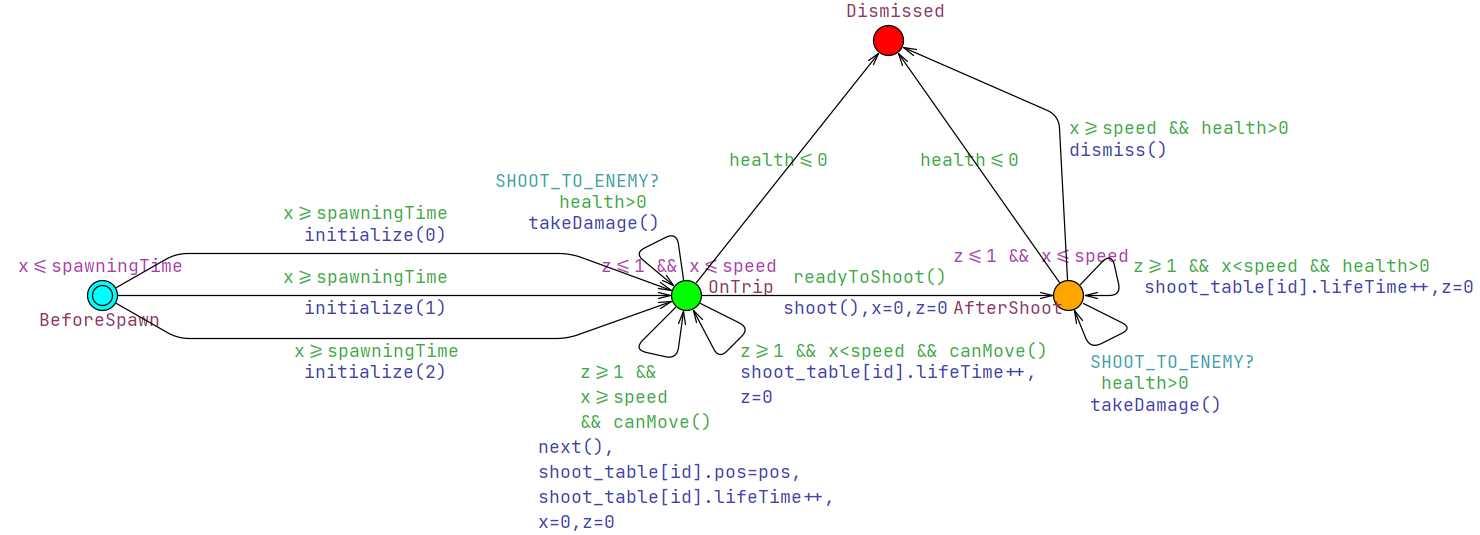 Dismissed
x≥speed && health>0
dismiss()
health≤0
health≤0
SHOOT_TO_ENEMY?
health>0
takeDamage()
x≥spawningTime
initialize(0)
x≤spawningTime
z≤1 && x≤speed
z≤1 && x≤speed
z≥1 && x<speed && health>0
shoot_table[id].lifeTime++,z=0
x≥spawningTime
OnTrip
readyToShoot()
initialize(1)
shoot(),x=0,z=0
AfterShoot
BeforeSpawn
x≥spawningTime
initialize(2)
z≥1 && x<speed && canMove()
shoot_table[id].lifeTime++,
z=0
SHOOT_TO_ENEMY?
health>0
takeDamage()
z≥1 &&
x≥speed
&& canMove()
next(),
shoot_table[id].pos=pos,
shoot_table[id].lifeTime++,
x=0,z=0